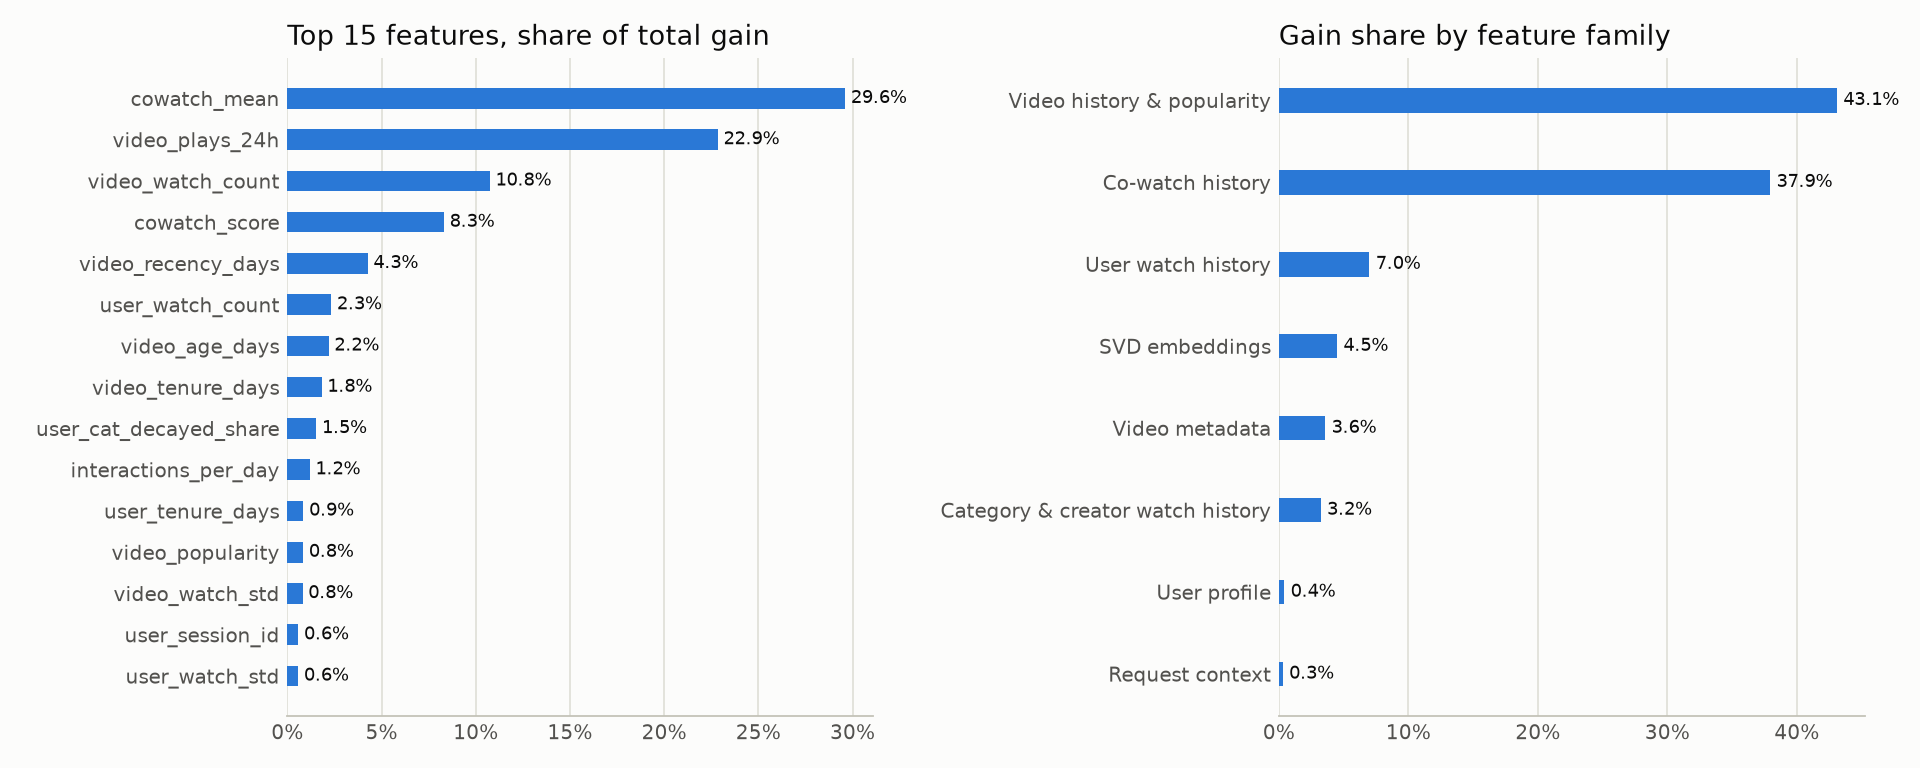 Top 15 features, share of total gain
cowatch_mean 29.6%
video_plays_24h 22.9%
video_watch_count 10.8%
cowatch_score 8.3%
video_recency_days 4.3%
user_watch_count 2.3%
video_age_days 2.2%
video_tenure_days 1.8%
user_cat_decayed_share 1.5%
interactions_per_day 1.2%
user_tenure_days 0.9%
video_popularity 0.8%
video_watch_std 0.8%
user_session_id 0.6%
user_watch_std 0.6%
0% 5% 10% 15% 20% 25% 30%
Gain share by feature family
Video history & popularity 43.1%
Co-watch history 37.9%
User watch history 7.0%
SVD embeddings 4.5%
Video metadata 3.6%
Category & creator watch history 3.2%
User profile 0.4%
Request context 0.3%
0% 10% 20% 30% 40%